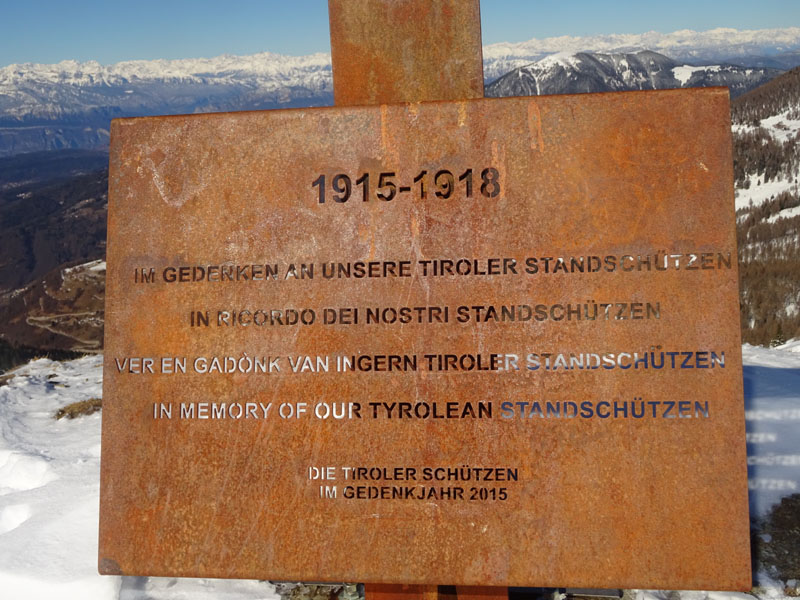 1915-1918
IM GEDENKEN AN UNSERE TIROLER STANDSCHÜTZEN
IN RICORDO DEI NOSTRI STANDSCHÜTZEN
VER EN GADÒNK VAN INGERN TIROLER STANDSCHÜTZEN
IN MEMORY OF OUR TYROLEAN STANDSCHÜTZEN
DIE TIROLER SCHÜTZEN
IM GEDENKJAHR 2015